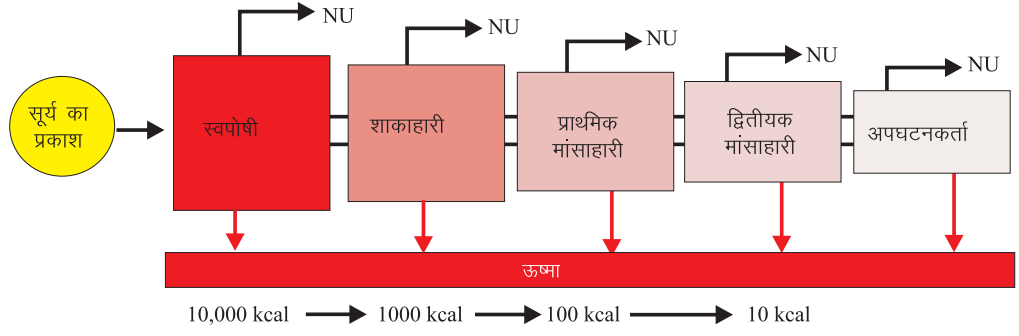 NU
NU
NU
NU
NU
सूर्य का
प्रकाश
स्वपोषी
शाकाहारी
प्राथमिक
मांसाहारी
द्वितीयक
मांसाहारी
अपघटनकर्ता
ऊष्मा
10,000 kcal 1000 kcal 100 kcal 10 kcal